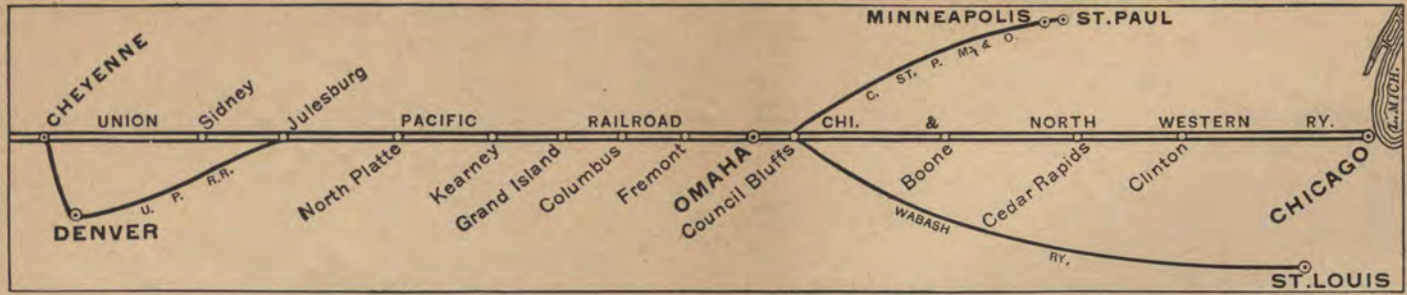 MINNEAPOLIS ST. PAUL
C. ST. P. M. & O.
CHEYENNE
Sidney
Julesburg
UNION PACIFIC RAILROAD
CHI. & NORTH WESTERN RY.
L. MICH.
U. P. R.R.
DENVER
North Platte
Kearney
Grand Island
Columbus
Fremont
OMAHA
Council Bluffs
Boone
Cedar Rapids
Clinton
CHICAGO
WABASH RY.
ST. LOUIS